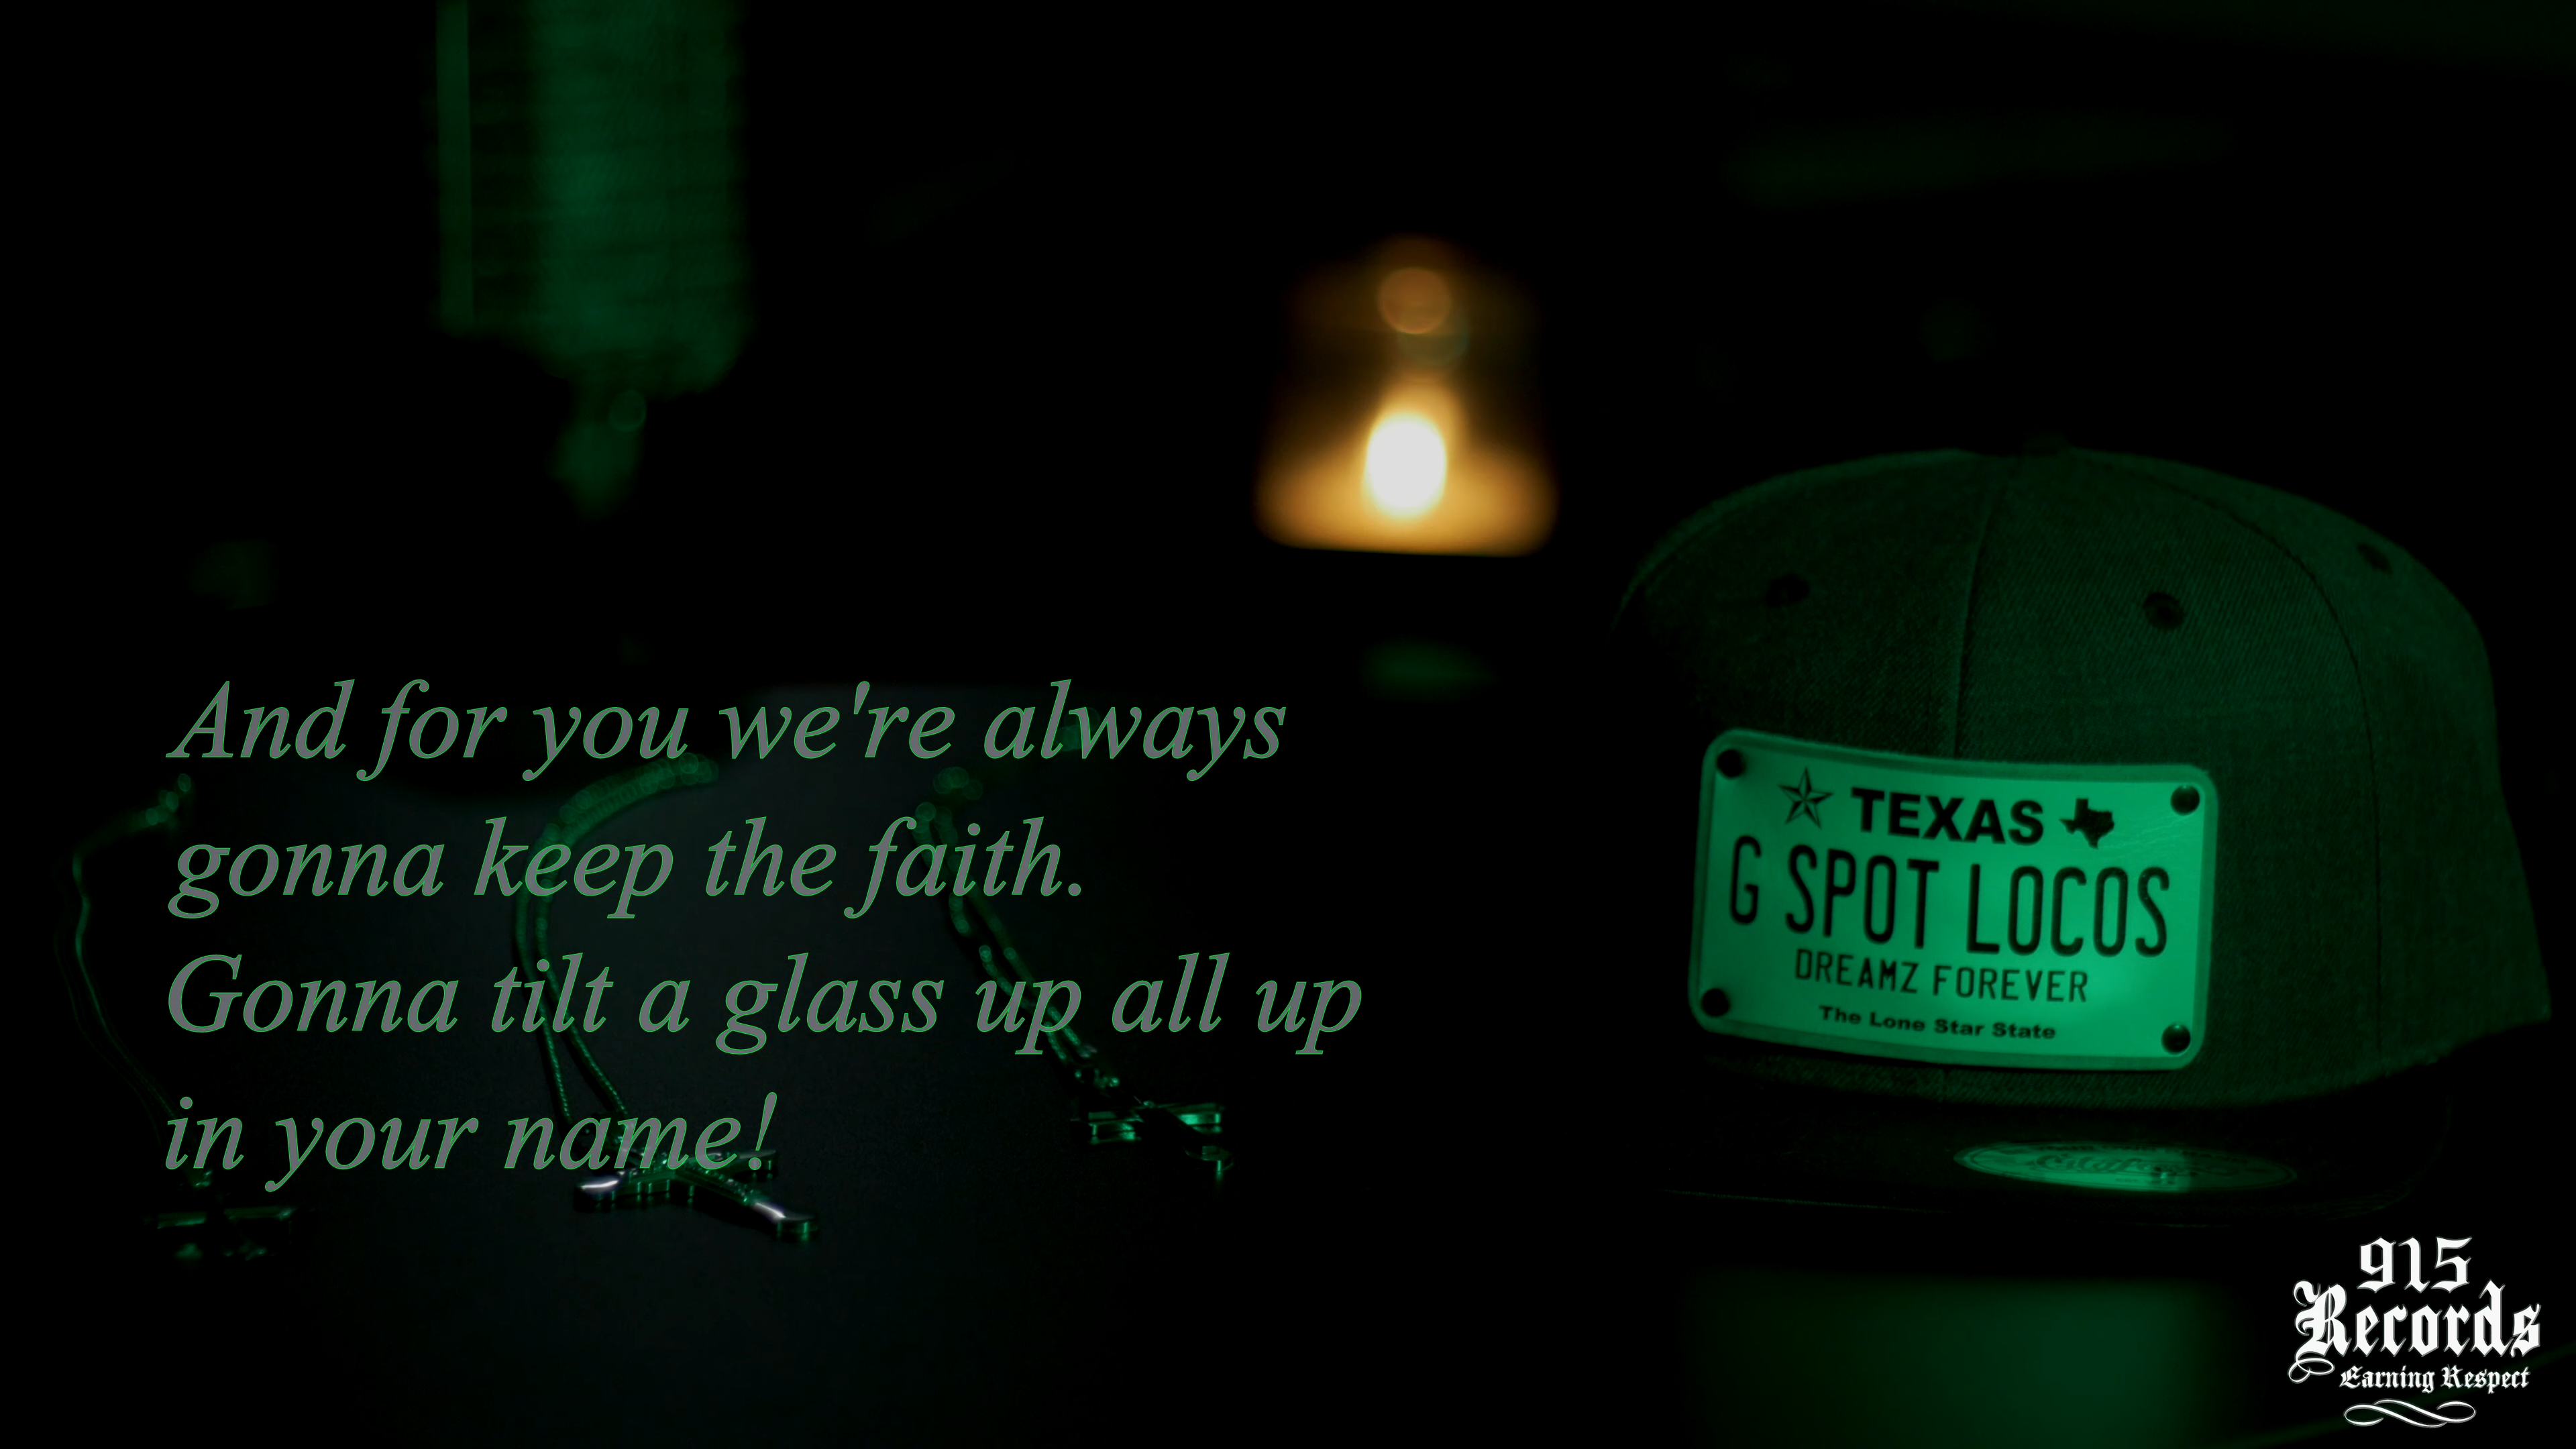 And for you we're always
gonna keep the faith.
Gonna tilt a glass up all up
in your name!
TEXAS
G SPOT LOCOS
DREAMZ FOREVER
The Lone Star State
915
Records
Earning Respect